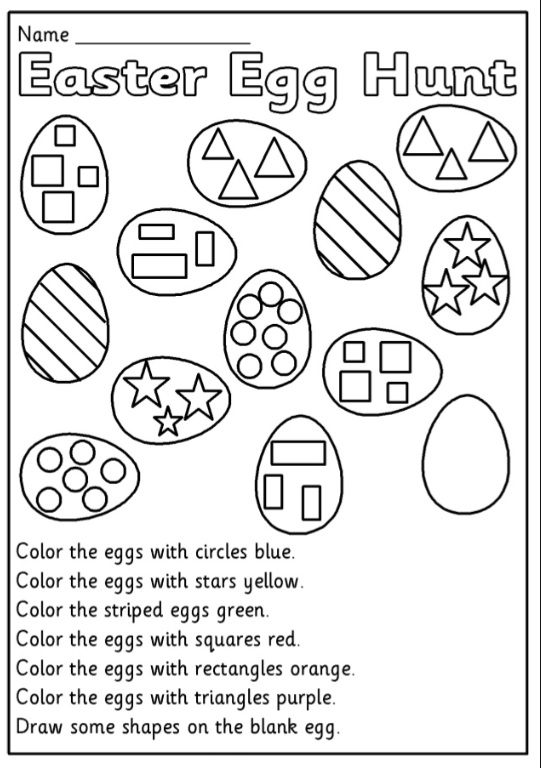 Name
Easter Egg Hunt
Color the eggs with circles blue.
Color the eggs with stars yellow.
Color the striped eggs green.
Color the eggs with squares red.
Color the eggs with rectangles orange.
Color the eggs with triangles purple.
Draw some shapes on the blank egg.